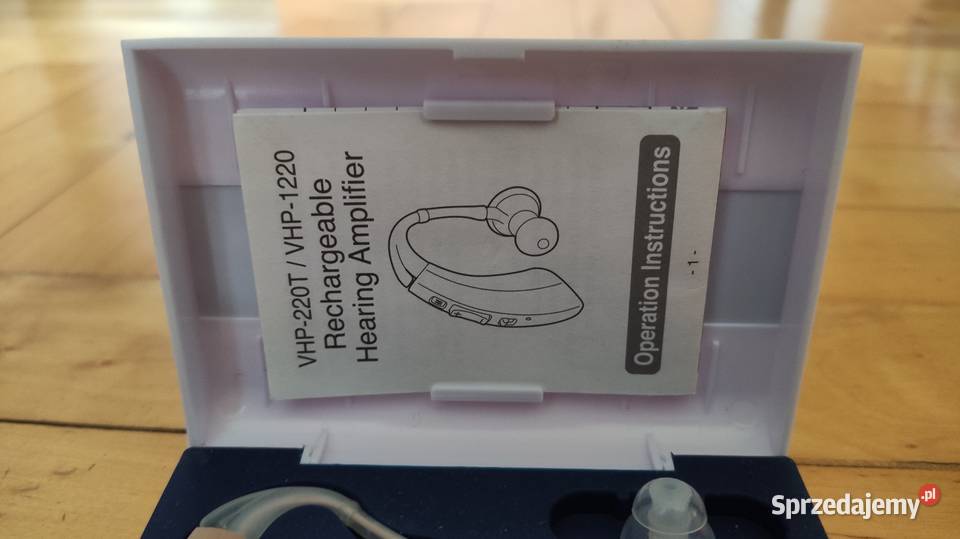 VHP-220T / VHP-1220
Rechargeable
Hearing Amplifier
Operation Instructions
- 1 -
Sprzedajemy.pl